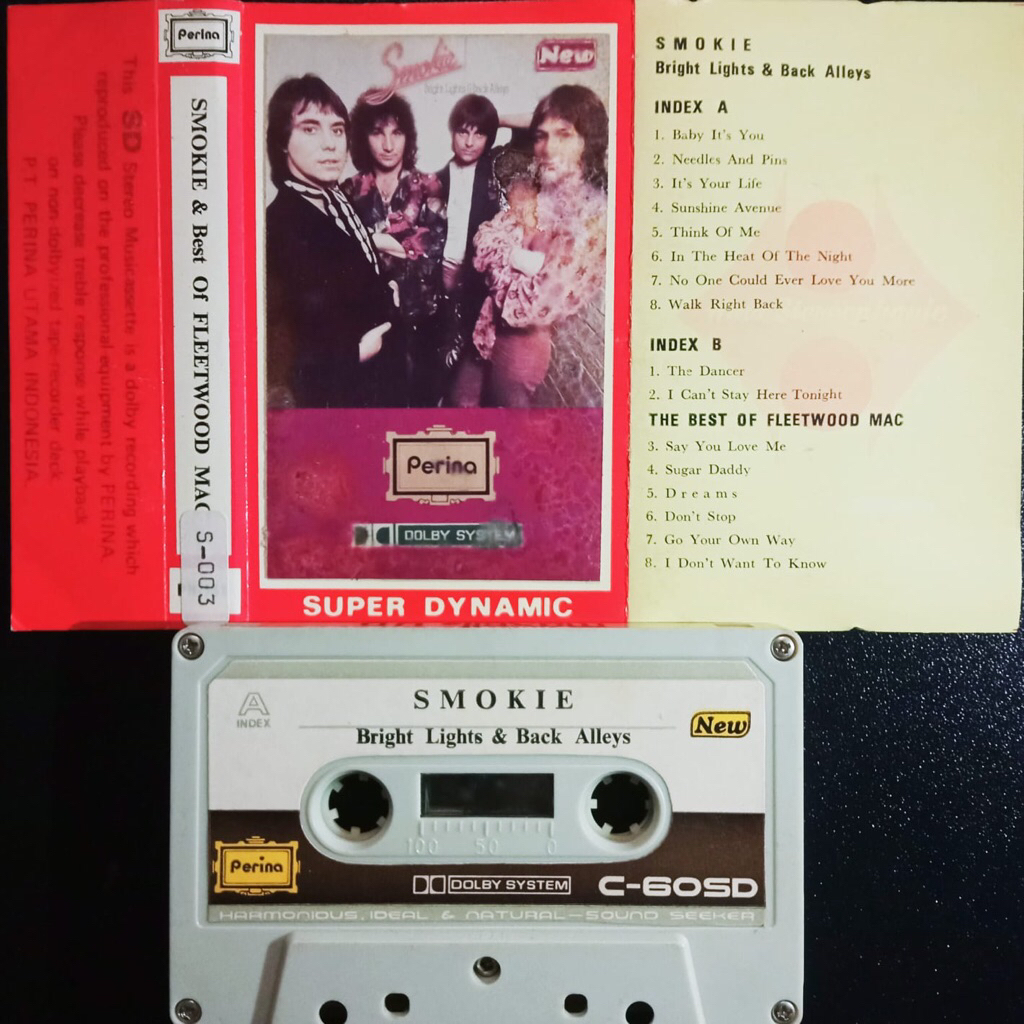 This SD Stereo Musicassette is a dolby recording which
reproduced on the professional equipment by PERINA.
Please decrease treble response while playback
on non-dolbyized tape-recorder deck.
P.T. PERINA UTAMA INDONESIA
Perina
SMOKIE & Best Of FLEETWOOD MAC
S-003
Smokie
Bright Lights & Back Alleys
New
Perina
DOLBY SYSTEM
SUPER DYNAMIC
SMOKIE
Bright Lights & Back Alleys
INDEX A
1. Baby It's You
2. Needles And Pins
3. It's Your Life
4. Sunshine Avenue
5. Think Of Me
6. In The Heat Of The Night
7. No One Could Ever Love You More
8. Walk Right Back
INDEX B
1. The Dancer
2. I Can't Stay Here Tonight
THE BEST OF FLEETWOOD MAC
3. Say You Love Me
4. Sugar Daddy
5. Dreams
6. Don't Stop
7. Go Your Own Way
8. I Don't Want To Know
A
INDEX
SMOKIE
Bright Lights & Back Alleys
New
100 50 0
Perina
DOLBY SYSTEM
C-60SD
HARMONIOUS, IDEAL & NATURAL-SOUND SEEKER